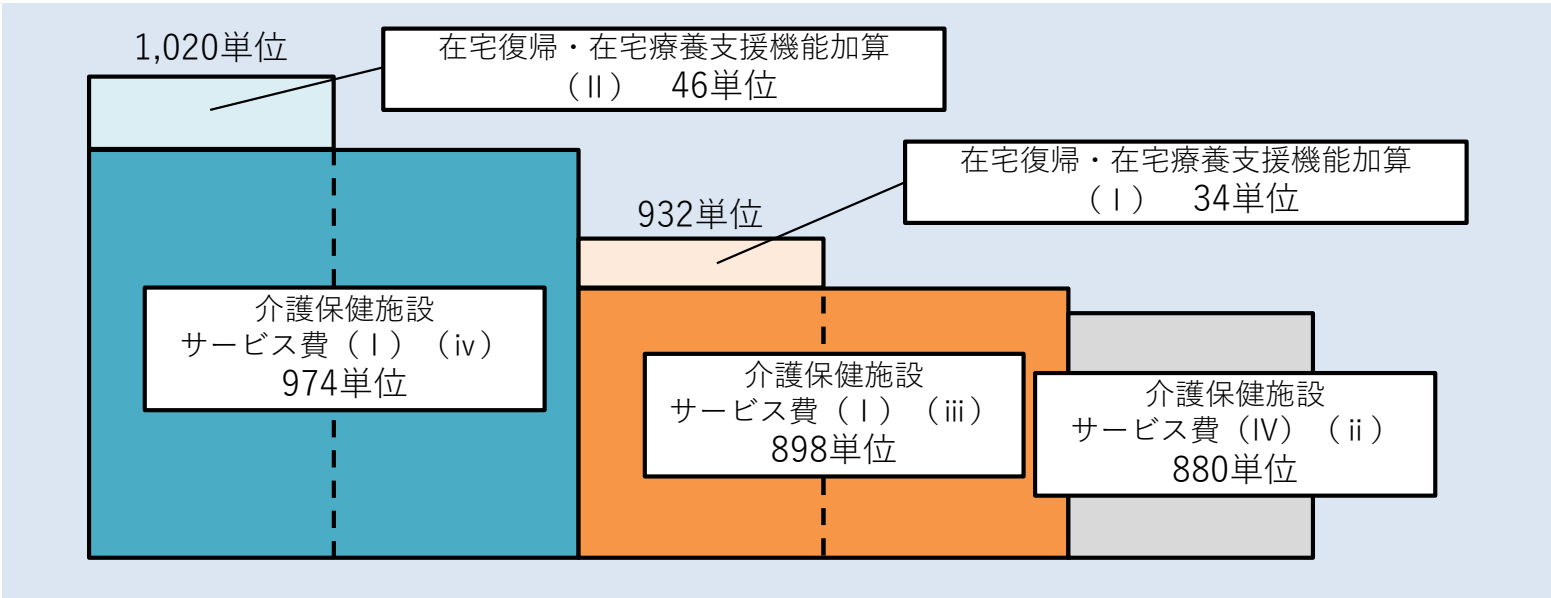 1,020単位
在宅復帰・在宅療養支援機能加算
（Ⅱ）　46単位
在宅復帰・在宅療養支援機能加算
（Ⅰ）　34単位
932単位
介護保健施設
サービス費（Ⅰ）（ⅳ）
974単位
介護保健施設
サービス費（Ⅰ）（ⅲ）
898単位
介護保健施設
サービス費（Ⅳ）（ⅱ）
880単位